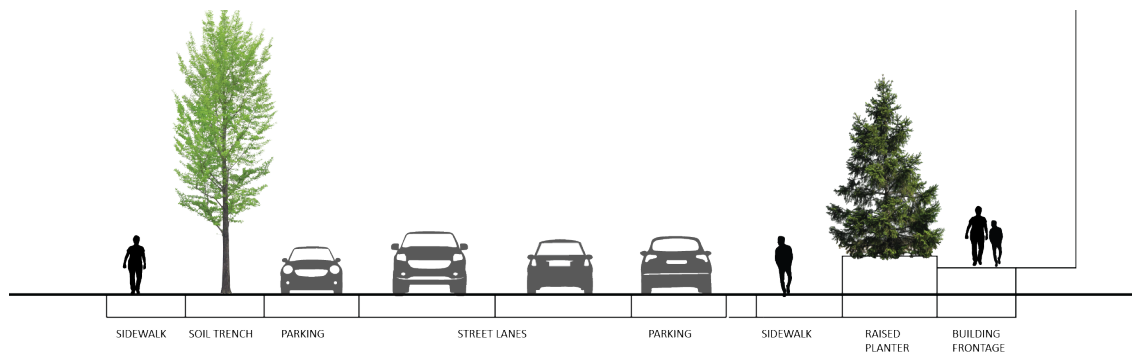 SIDEWALK
SOIL TRENCH
PARKING
STREET LANES
PARKING
SIDEWALK
RAISED
PLANTER
BUILDING
FRONTAGE